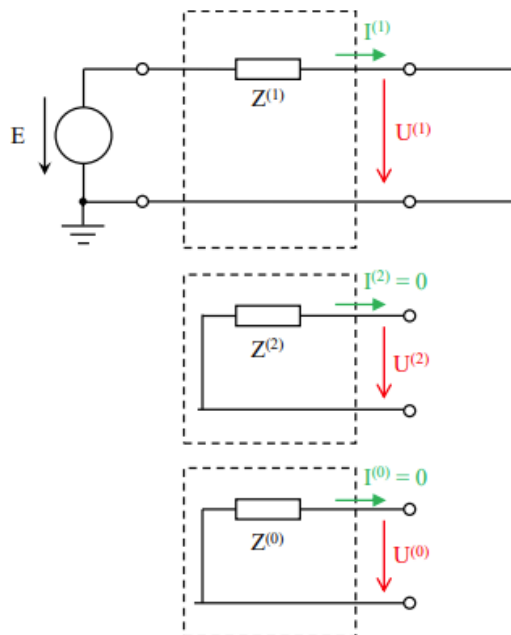 I⁽¹⁾
Z⁽¹⁾
E
U⁽¹⁾
I⁽²⁾ = 0
Z⁽²⁾
U⁽²⁾
I⁽⁰⁾ = 0
Z⁽⁰⁾
U⁽⁰⁾